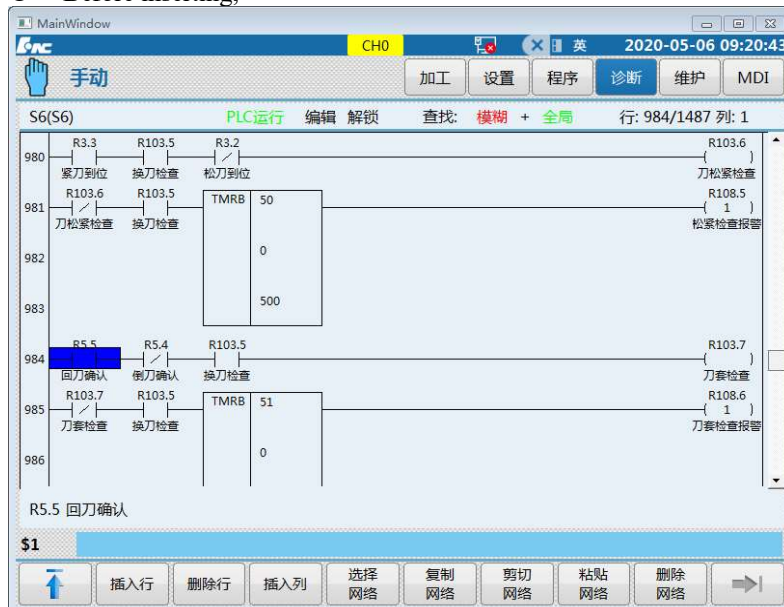 MainWindow
CH0 英 2020-05-06 09:20:43
手动 加工 设置 程序 诊断 维护 MDI
S6(S6) PLC运行 编辑 解锁 查找: 模糊 + 全局 行: 984/1487 列: 1
R3.3 R103.5 R3.2 R103.6
980
紧刀到位 换刀检查 松刀到位 刀松紧检查
R103.6 R103.5 R108.5
981 TMRB 50 1
刀松紧检查 换刀检查 松紧检查报警
982 0
983 500
R5.5 R5.4 R103.5 R103.7
984
回刀确认 倒刀确认 换刀检查 刀套检查
R103.7 R103.5 R108.6
985 TMRB 51 1
刀套检查 换刀检查 刀套检查报警
986 0
R5.5 回刀确认
$1
插入行 删除行 插入列 选择网络 复制网络 剪切网络 粘贴网络 删除网络